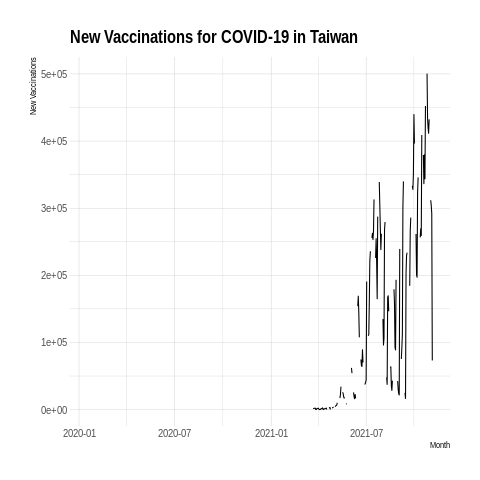 New Vaccinations for COVID-19 in Taiwan
New Vaccinations
5e+05
4e+05
3e+05
2e+05
1e+05
0e+00
2020-01 2020-07 2021-01 2021-07
Month